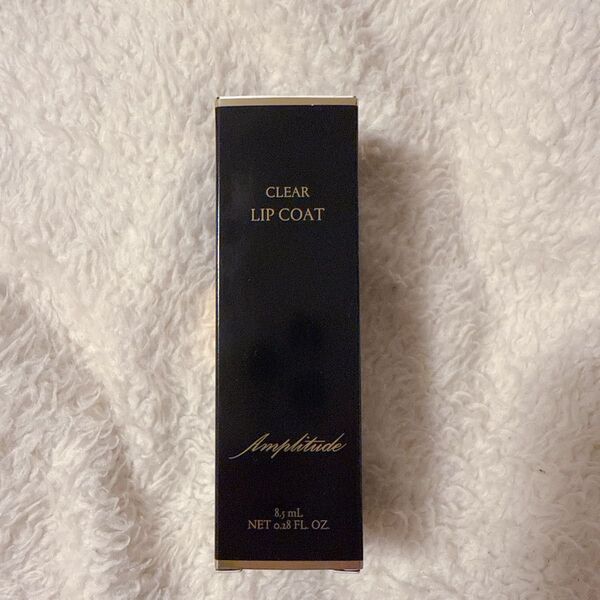 CLEAR
LIP COAT
Amplitude
8.5 mL
NET 0.28 FL. OZ.